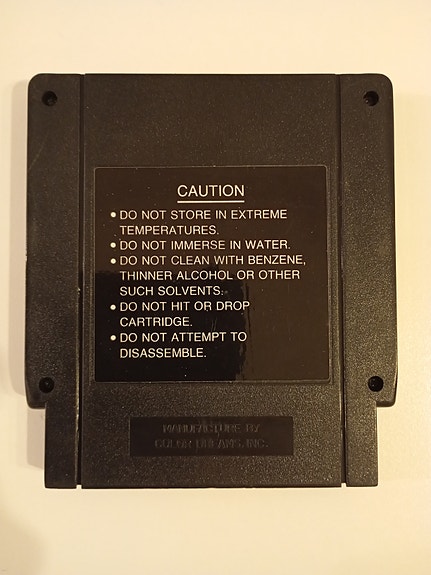 CAUTION
• DO NOT STORE IN EXTREME
TEMPERATURES.
• DO NOT IMMERSE IN WATER.
• DO NOT CLEAN WITH BENZENE,
THINNER ALCOHOL OR OTHER
SUCH SOLVENTS.
• DO NOT HIT OR DROP
CARTRIDGE.
• DO NOT ATTEMPT TO
DISASSEMBLE.
MANUFACTURE BY
COLOR DREAMS, INC.